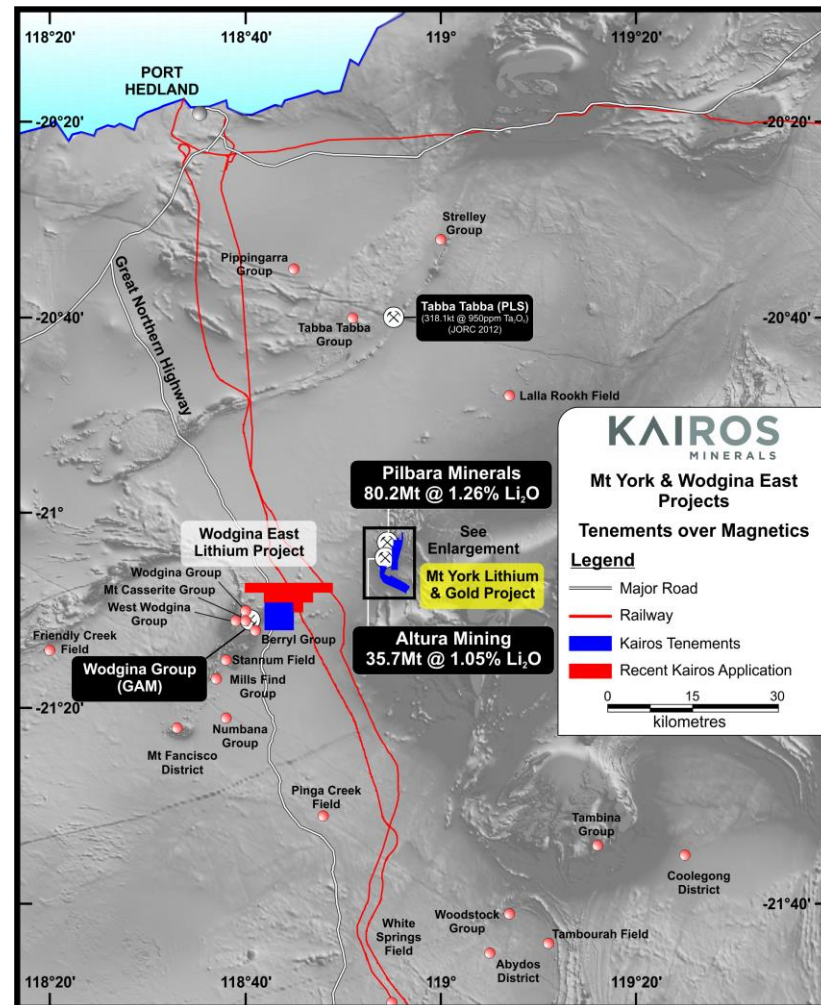 118°20'
118°40'
119°
119°20'
PORT
HEDLAND
-20°20'
-20°20'
Strelley
Group
Pippingarra
Group
Great Northern Highway
Tabba Tabba (PLS)
(318.1kt @ 950ppm Ta₂O₅)
(JORC 2012)
-20°40'
-20°40'
Tabba Tabba
Group
Lalla Rookh Field
KAIROS
MINERALS
Mt York & Wodgina East
Projects
Tenements over Magnetics
Legend
Major Road
Railway
Kairos Tenements
Recent Kairos Application
0 15 30
kilometres
Pilbara Minerals
80.2Mt @ 1.26% Li₂O
-21°
Wodgina East
Lithium Project
See
Enlargement
Mt York Lithium
& Gold Project
Wodgina Group
Mt Casserite Group
West Wodgina
Group
Friendly Creek
Field
Berryl Group
Altura Mining
35.7Mt @ 1.05% Li₂O
Wodgina Group
(GAM)
Stannum Field
Mills Find
Group
-21°20'
-21°20'
Numbana
Group
Mt Fancisco
District
Pinga Creek
Field
Tambina
Group
Coolegong
District
-21°40'
-21°40'
White
Springs
Field
Woodstock
Group
Tambourah Field
Abydos
District
118°20'
118°40'
119°
119°20'